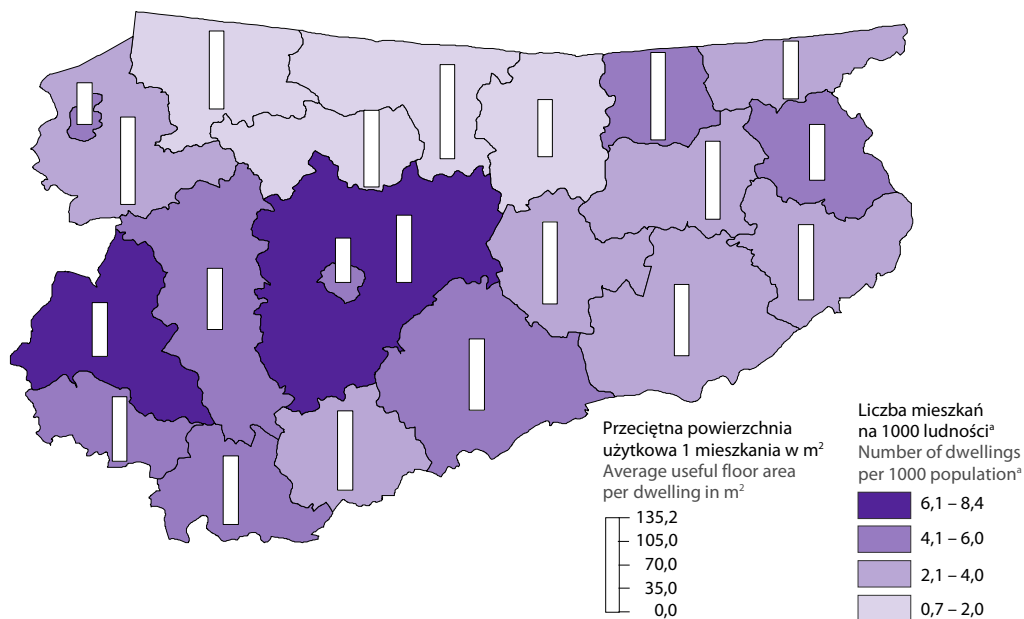 Przeciętna powierzchnia
użytkowa 1 mieszkania w m²
Average useful floor area
per dwelling in m²
135,2
105,0
70,0
35,0
0,0
Liczba mieszkań
na 1000 ludnościᵃ
Number of dwellings
per 1000 populationᵃ
6,1 – 8,4
4,1 – 6,0
2,1 – 4,0
0,7 – 2,0